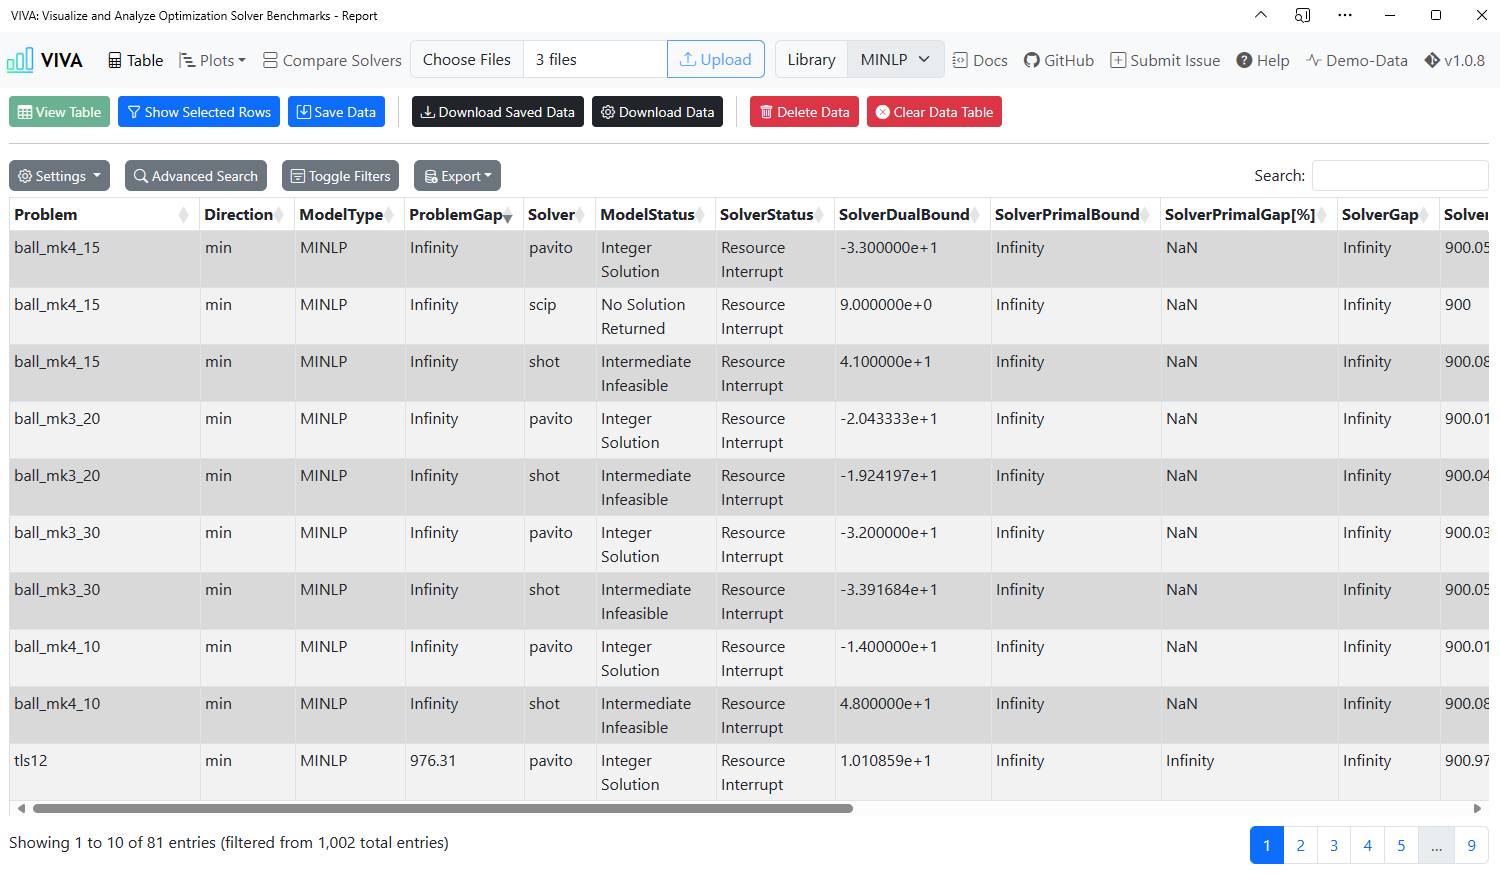 VIVA: Visualize and Analyze Optimization Solver Benchmarks - Report
VIVA Table Plots Compare Solvers Choose Files 3 files Upload Library MINLP Docs GitHub Submit Issue Help Demo-Data v1.0.8
View Table Show Selected Rows Save Data Download Saved Data Download Data Delete Data Clear Data Table
Settings Advanced Search Toggle Filters Export Search:
Problem Direction ModelType ProblemGap Solver ModelStatus SolverStatus SolverDualBound SolverPrimalBound SolverPrimalGap[%] SolverGap Solver
ball_mk4_15 min MINLP Infinity pavito Integer Resource -3.300000e+1 Infinity NaN Infinity 900.05
Solution Interrupt
ball_mk4_15 min MINLP Infinity scip No Solution Resource 9.000000e+0 Infinity NaN Infinity 900
Returned Interrupt
ball_mk4_15 min MINLP Infinity shot Intermediate Resource 4.100000e+1 Infinity NaN Infinity 900.08
Infeasible Interrupt
ball_mk3_20 min MINLP Infinity pavito Integer Resource -2.043333e+1 Infinity NaN Infinity 900.01
Solution Interrupt
ball_mk3_20 min MINLP Infinity shot Intermediate Resource -1.924197e+1 Infinity NaN Infinity 900.04
Infeasible Interrupt
ball_mk3_30 min MINLP Infinity pavito Integer Resource -3.200000e+1 Infinity NaN Infinity 900.03
Solution Interrupt
ball_mk3_30 min MINLP Infinity shot Intermediate Resource -3.391684e+1 Infinity NaN Infinity 900.05
Infeasible Interrupt
ball_mk4_10 min MINLP Infinity pavito Integer Resource -1.400000e+1 Infinity NaN Infinity 900.01
Solution Interrupt
ball_mk4_10 min MINLP Infinity shot Intermediate Resource 4.800000e+1 Infinity NaN Infinity 900.08
Infeasible Interrupt
tls12 min MINLP 976.31 pavito Integer Resource 1.010859e+1 Infinity Infinity Infinity 900.97
Solution Interrupt
Showing 1 to 10 of 81 entries (filtered from 1,002 total entries) 1 2 3 4 5 ... 9